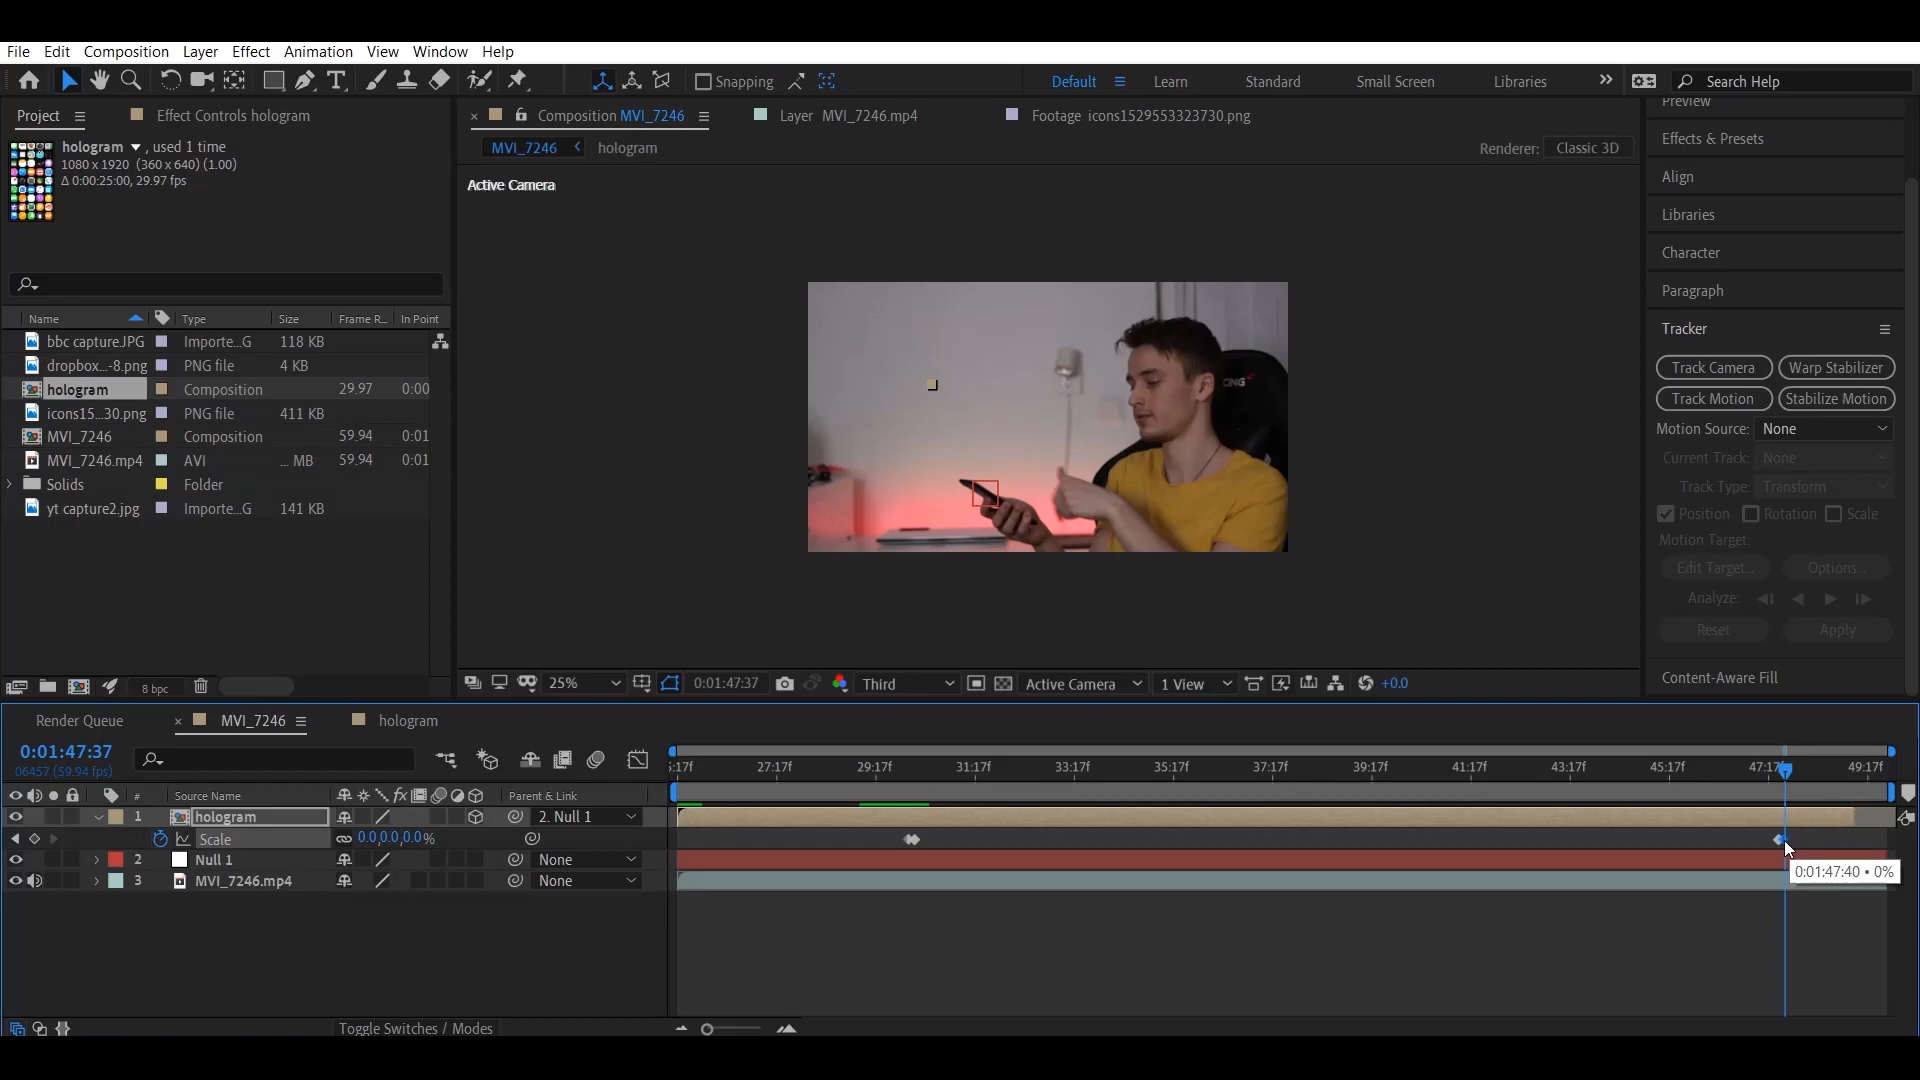 File Edit Composition Layer Effect Animation View Window Help
Snapping
Default Learn Standard Small Screen Libraries Search Help
Project Effect Controls hologram
hologram , used 1 time
1080 x 1920 (360 x 640) (1.00)
Δ 0:00:25:00, 29.97 fps
Name Type Size Frame R... In Point
bbc capture.JPG Importe...G 118 KB
dropbox...-8.png PNG file 4 KB
hologram Composition 29.97 0:00
icons15...30.png PNG file 411 KB
MVI_7246 Composition 59.94 0:01
MVI_7246.mp4 AVI ... MB 59.94 0:01
Solids Folder
yt capture2.jpg Importe...G 141 KB
8 bpc
× Composition MVI_7246 Layer MVI_7246.mp4 Footage icons1529553323730.png
MVI_7246 hologram
Renderer: Classic 3D
Active Camera
25% 0:01:47:37 Third Active Camera 1 View +0.0
Preview
Effects & Presets
Align
Libraries
Character
Paragraph
Tracker
Track Camera Warp Stabilizer
Track Motion Stabilize Motion
Motion Source: None
Current Track: None
Track Type: Transform
Position Rotation Scale
Motion Target:
Edit Target... Options...
Analyze:
Reset Apply
Content-Aware Fill
Render Queue × MVI_7246 hologram
0:01:47:37
06457 (59.94 fps)
:17f 27:17f 29:17f 31:17f 33:17f 35:17f 37:17f 39:17f 41:17f 43:17f 45:17f 47:17f 49:17f
# Source Name fx Parent & Link
1 hologram 2. Null 1
Scale 0.0,0.0,0.0%
2 Null 1 None
3 MVI_7246.mp4 None
0:01:47:40 • 0%
Toggle Switches / Modes